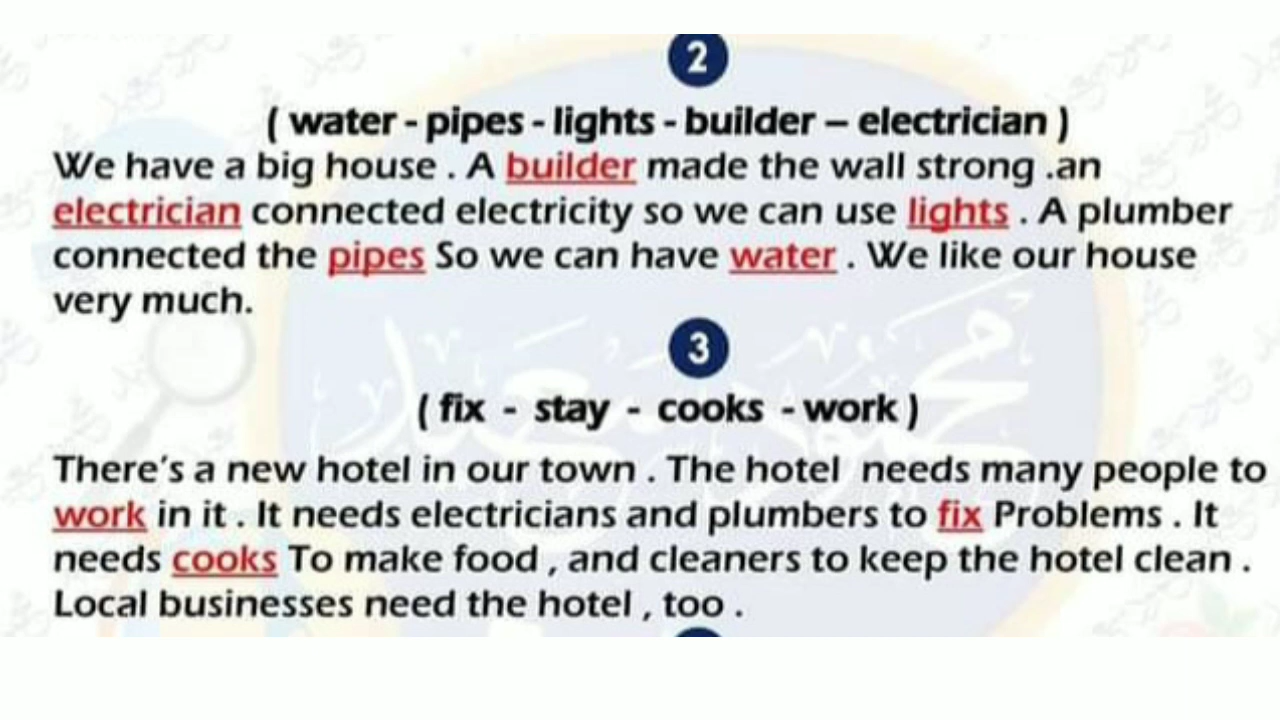 2
( water - pipes - lights - builder – electrician )
We have a big house . A builder made the wall strong .an
electrician connected electricity so we can use lights . A plumber
connected the pipes So we can have water . We like our house
very much.
3
( fix - stay - cooks - work )
There's a new hotel in our town . The hotel needs many people to
work in it . It needs electricians and plumbers to fix Problems . It
needs cooks To make food , and cleaners to keep the hotel clean .
Local businesses need the hotel , too .